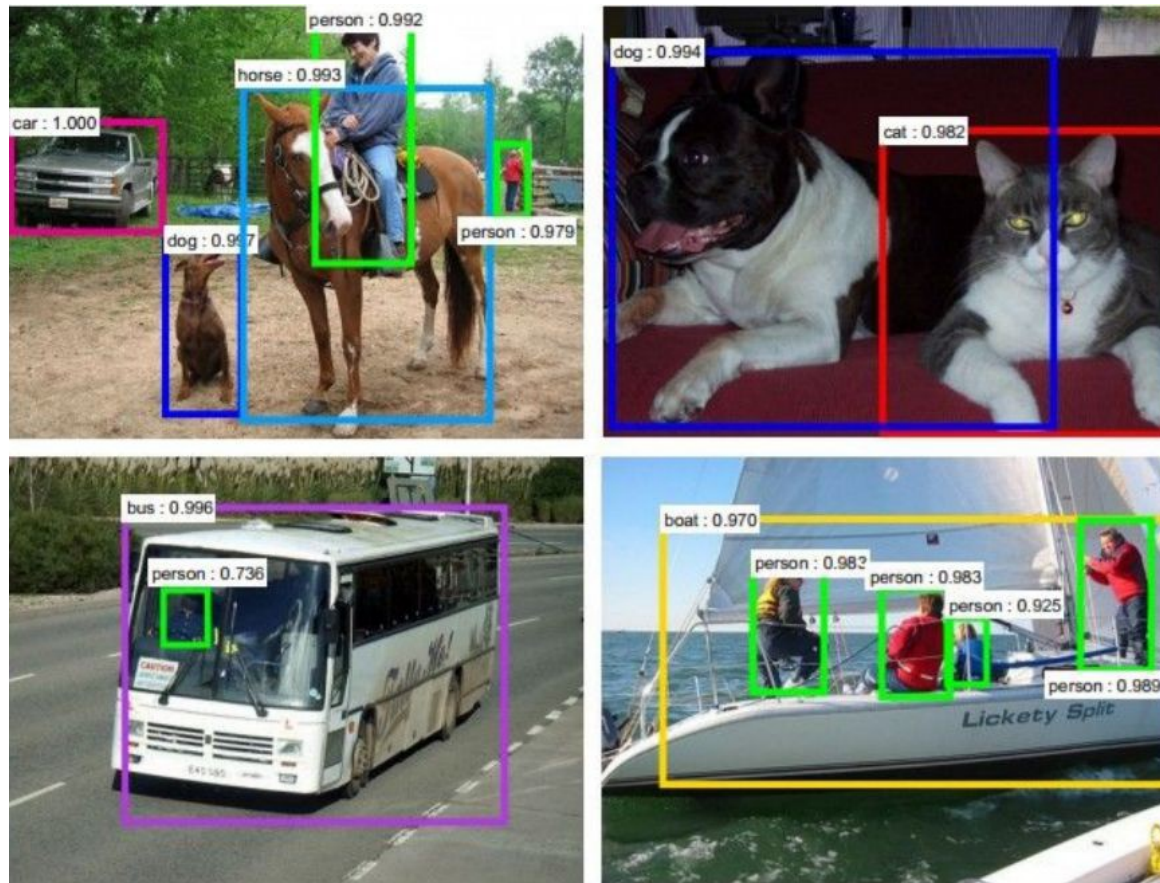 person : 0.992
horse : 0.993
car : 1.000
dog : 0.997
person : 0.979
dog : 0.994
cat : 0.982
bus : 0.996
person : 0.736
CAUTION
boat : 0.970
person : 0.983
person : 0.983
person : 0.925
person : 0.989
Lickety Split